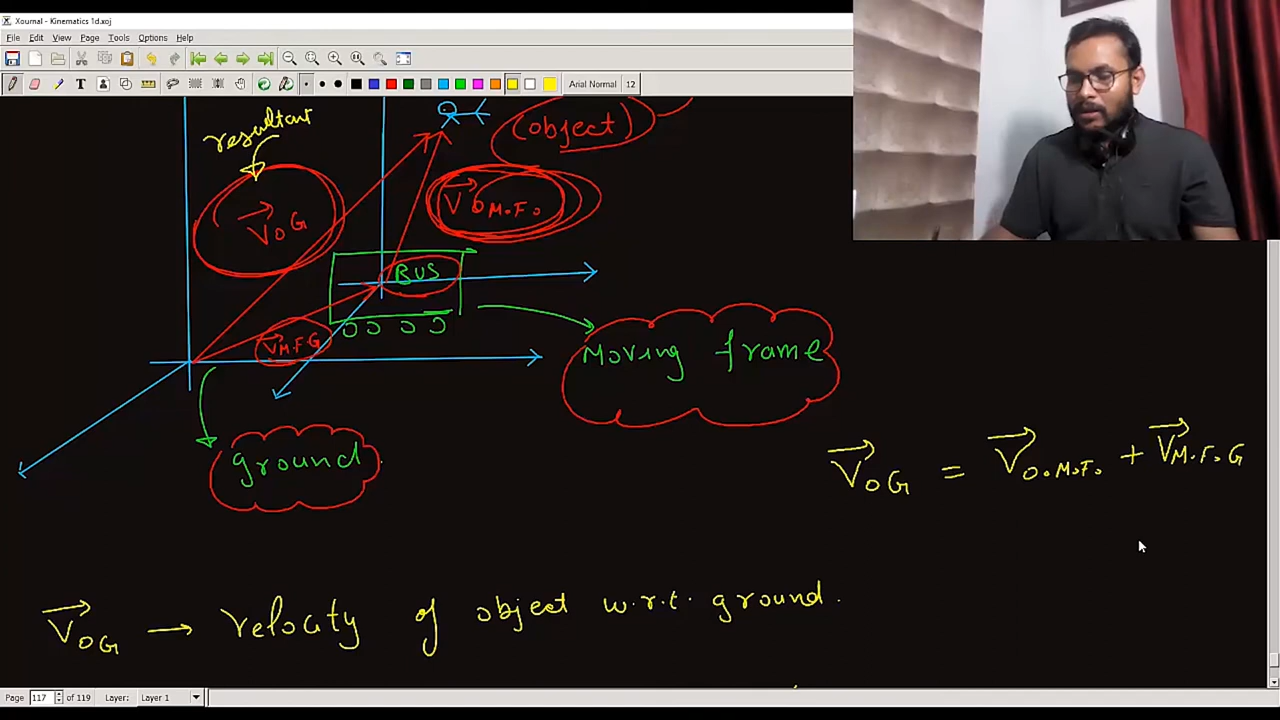 Xournal - Kinematics 1d.xoj
File Edit View Page Tools Options Help
Arial Normal 12
resultant
(object)
V OG
V O M.F.
BUS
V M.F.G
Moving frame
ground
V OG = V O.M.F. + V M.F.G
V OG → Velocity of object w.r.t. ground.
Page 117 of 119 Layer: Layer 1